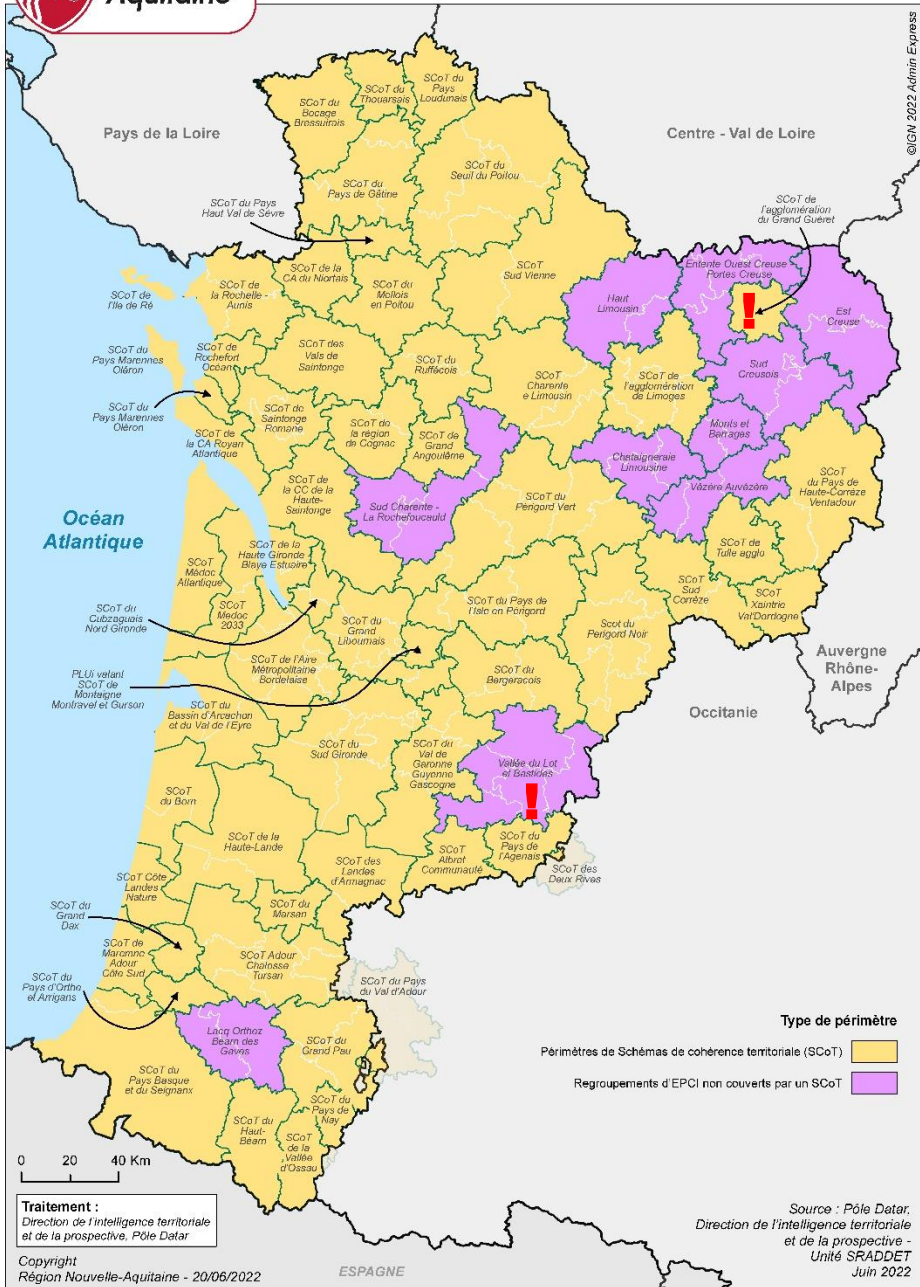 Aquitaine
©IGN 2022 Admin Express
Pays de la Loire
Centre - Val de Loire
SCoT du
Bocage
Bressuirois
SCoT du
Thouarsais
SCoT du
Pays
Loudunais
SCoT du
Seuil du Poitou
SCoT du
Pays de Gâtine
SCoT du Pays
Haut Val de Sèvre
SCoT de
l'agglomération
du Grand Guéret
SCoT de la
CA du Niortais
SCoT du
Mellois
en Poitou
SCoT
Sud Vienne
Entente Ouest Creuse -
Portes Creuse
Haut
Limousin
!
Est
Creuse
SCoT de
l'Ile de Ré
SCoT de
la Rochelle -
Aunis
SCoT du
Pays Marennes
Oléron
SCoT de
Rochefort
Océan
SCoT des
Vals de
Saintonge
SCoT du
Ruffécois
SCoT
Charente
e Limousin
SCoT de
l'agglomération
de Limoges
Sud
Creusois
SCoT du
Pays Marennes
Oléron
SCoT de
Saintonge
Romane
SCoT de
la région
de Cognac
SCoT de
Grand
Angoulême
Monts et
Barrages
SCoT de
la CA Royan
Atlantique
Chataigneraie
Limousine
SCoT
du Pays de
Haute-Corrèze
Ventadour
SCoT de
la CC de la
Haute-
Saintonge
Sud Charente -
La Rochefoucauld
SCoT du
Périgord Vert
Vézère Auvézère
Océan
Atlantique
SCoT
Médoc
Atlantique
SCoT de la
Haute Gironde
Blaye Estuaire
SCoT de
Tulle agglo
SCoT du
Cubzaguais
Nord Gironde
SCoT
Medoc
2033
SCoT du
Grand
Libournais
SCoT du Pays de
l'Isle en Périgord
SCoT
Sud
Corrèze
SCoT
Xaintrie
Val'Dordogne
Scot du
Perigord Noir
PLUi valant
SCoT de
Montaigne
Montravel et Gurson
SCoT de l'Aire
Métropolitaine
Bordelaise
SCoT du
Bergeracois
Auvergne
Rhône-
Alpes
SCoT du
Bassin d'Arcachon
et du Val de l'Eyre
Occitanie
SCoT du
Sud Gironde
SCoT du
Val de
Garonne
Guyenne
Gascogne
Vallée du Lot
et Bastides
!
SCoT
du Born
SCoT de la
Haute-Lande
SCoT
Albret
Communauté
SCoT du
Pays de
l'Agenais
SCoT des
Deux Rives
SCoT Côte
Landes
Nature
SCoT des
Landes
d'Armagnac
SCoT du
Grand
Dax
SCoT du
Marsan
SCoT de
Maremne
Adour
Côte Sud
SCoT Adour
Chalosse
Tursan
SCoT du
Pays d'Orthe
et Arrigans
SCoT du Pays
du Val d'Adour
Lacq Orthez
Béarn des
Gaves
SCoT du
Grand Pau
SCoT du
Pays Basque
et du Seignanx
SCoT du
Haut-
Béarn
SCoT
de la
Vallée
d'Ossau
SCoT du
Pays de
Nay
Type de périmètre
Périmètres de Schémas de cohérence territoriale (SCoT)
Regroupements d'EPCI non couverts par un SCoT
0 20 40 Km
Traitement :
Direction de l'intelligence territoriale
et de la prospective, Pôle Datar
Copyright
Région Nouvelle-Aquitaine - 20/06/2022
ESPAGNE
Source : Pôle Datar,
Direction de l'intelligence territoriale
et de la prospective -
Unité SRADDET
Juin 2022